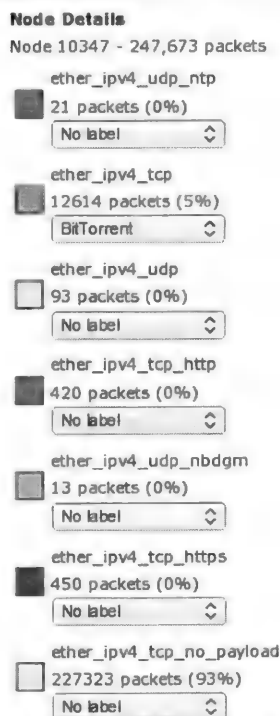 Node Details
Node 10347 - 247,673 packets
ether_ipv4_udp_ntp
21 packets (0%)
No label
ether_ipv4_tcp
12614 packets (5%)
BitTorrent
ether_ipv4_udp
93 packets (0%)
No label
ether_ipv4_tcp_http
420 packets (0%)
No label
ether_ipv4_udp_nbdgm
13 packets (0%)
No label
ether_ipv4_tcp_https
450 packets (0%)
No label
ether_ipv4_tcp_no_payload
227323 packets (93%)
No label